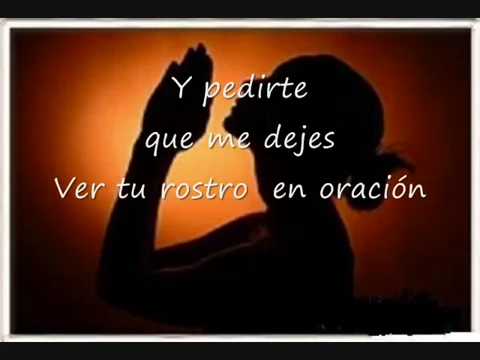 Y pedirte
que me dejes
Ver tu rostro en oración